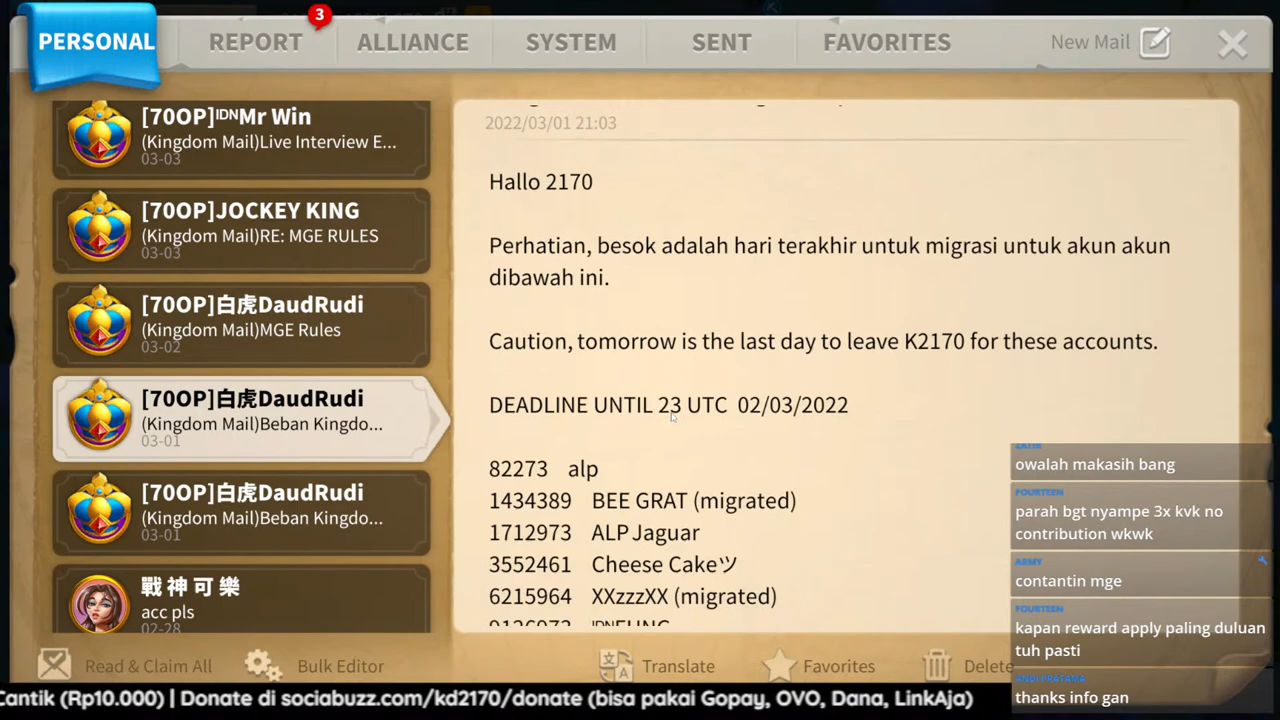 PERSONAL
REPORT
3
ALLIANCE
SYSTEM
SENT
FAVORITES
New Mail
[70OP]ᴵᴰᴺMr Win
(Kingdom Mail)Live Interview E...
03-03
[70OP]JOCKEY KING
(Kingdom Mail)RE: MGE RULES
03-03
[70OP]白虎DaudRudi
(Kingdom Mail)MGE Rules
03-02
[70OP]白虎DaudRudi
(Kingdom Mail)Beban Kingdo...
03-01
[70OP]白虎DaudRudi
(Kingdom Mail)Beban Kingdo...
03-01
戰神可樂
acc pls
02-28
2022/03/01 21:03
Hallo 2170
Perhatian, besok adalah hari terakhir untuk migrasi untuk akun akun
dibawah ini.
Caution, tomorrow is the last day to leave K2170 for these accounts.
DEADLINE UNTIL 23 UTC 02/03/2022
82273 alp
1434389 BEE GRAT (migrated)
1712973 ALP Jaguar
3552461 Cheese Cakeツ
6215964 XXzzzXX (migrated)
owalah makasih bang
FOURTEEN
parah bgt nyampe 3x kvk no
contribution wkwk
ARMY
contantin mge
FOURTEEN
kapan reward apply paling duluan
tuh pasti
thanks info gan
Read & Claim All
Bulk Editor
Translate
Favorites
Delete
Cantik (Rp10.000) | Donate di sociabuzz.com/kd2170/donate (bisa pakai Gopay, OVO, Dana, LinkAja)